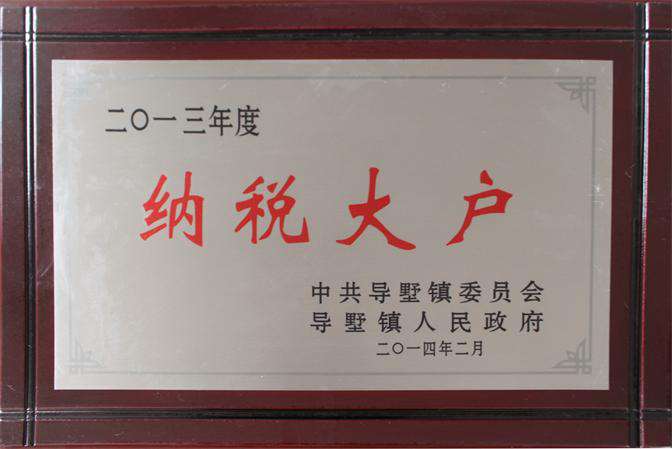 二〇一三年度
纳税大户
中共导墅镇委员会
导墅镇人民政府
二〇一四年二月